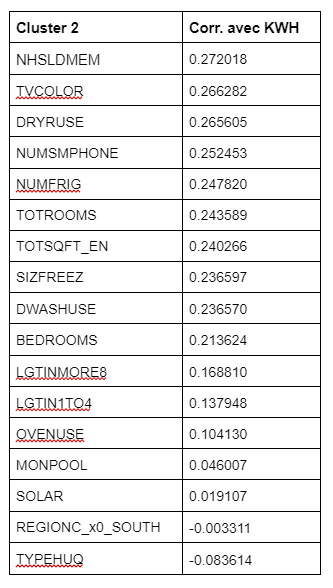 Cluster 2 Corr. avec KWH
NHSLDMEM 0.272018
TVCOLOR 0.266282
DRYRUSE 0.265605
NUMSMPHONE 0.252453
NUMFRIG 0.247820
TOTROOMS 0.243589
TOTSQFT_EN 0.240266
SIZFREEZ 0.236597
DWASHUSE 0.236570
BEDROOMS 0.213624
LGTINMORE8 0.168810
LGTIN1TO4 0.137948
OVENUSE 0.104130
MONPOOL 0.046007
SOLAR 0.019107
REGIONC_x0_SOUTH -0.003311
TYPEHUQ -0.083614